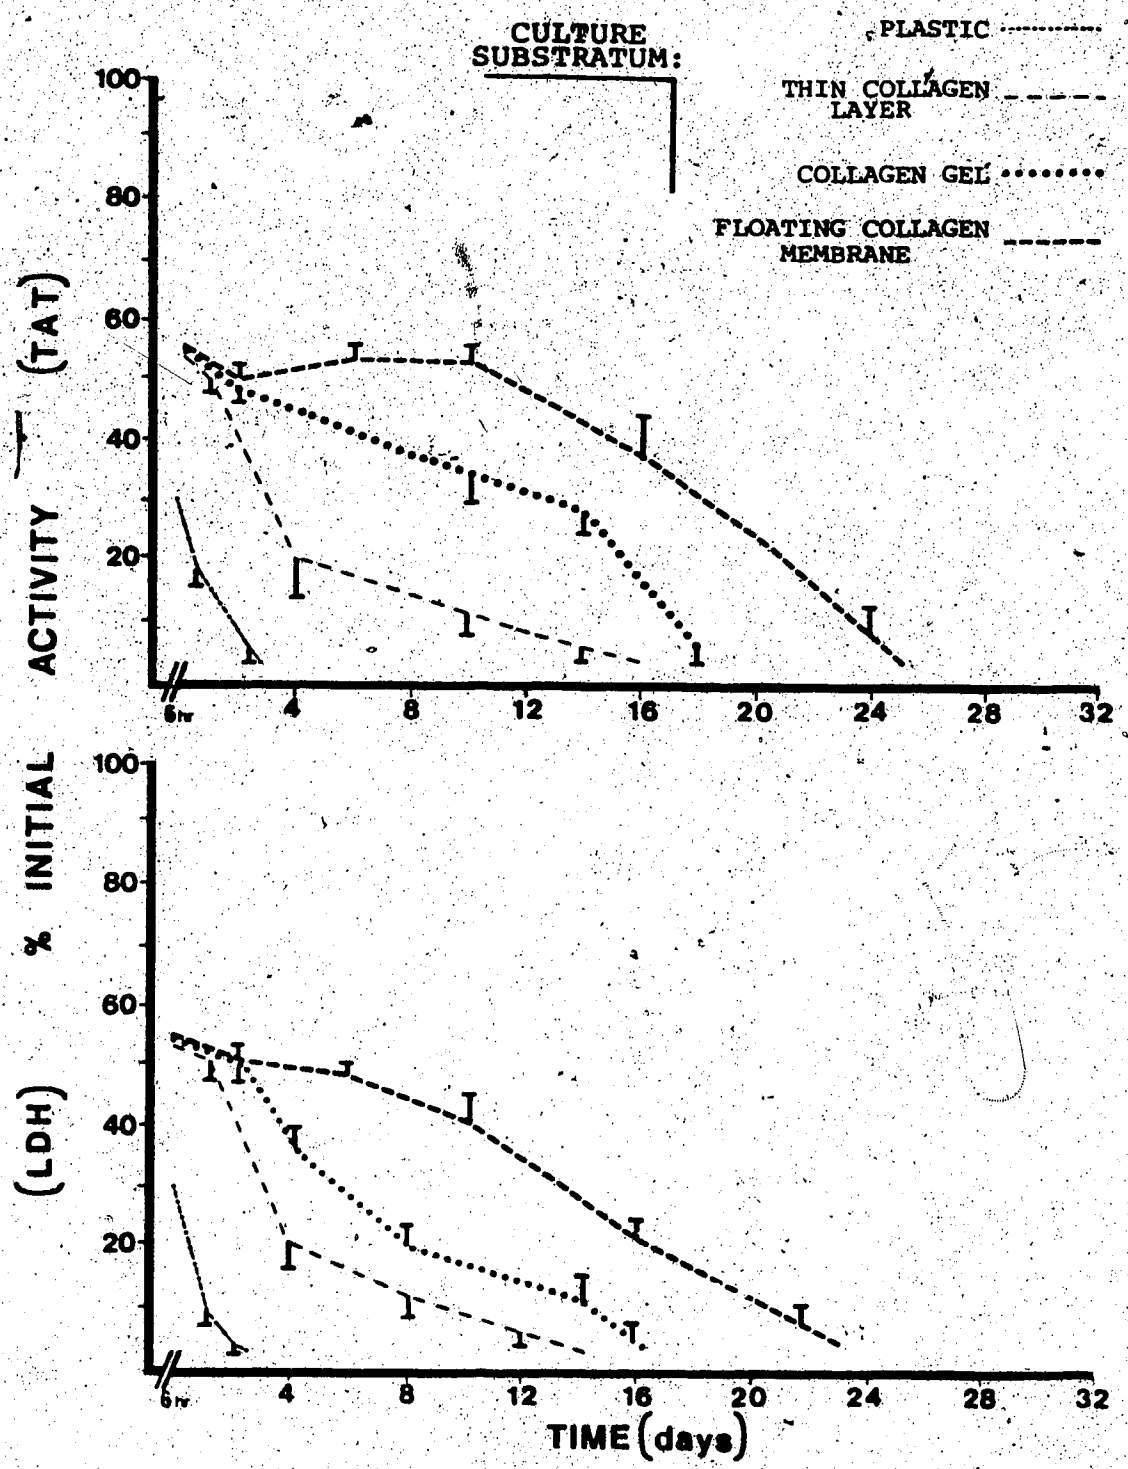 CULTURE
SUBSTRATUM:
PLASTIC
THIN COLLAGEN
LAYER
COLLAGEN GEL
FLOATING COLLAGEN
MEMBRANE
100
80
60
40
20
5hr 4 8 12 16 20 24 28 32
100
80
60
40
20
5hr 4 8 12 16 20 24 28 32
TIME (days)
% INITIAL ACTIVITY
(TAT)
(LDH)